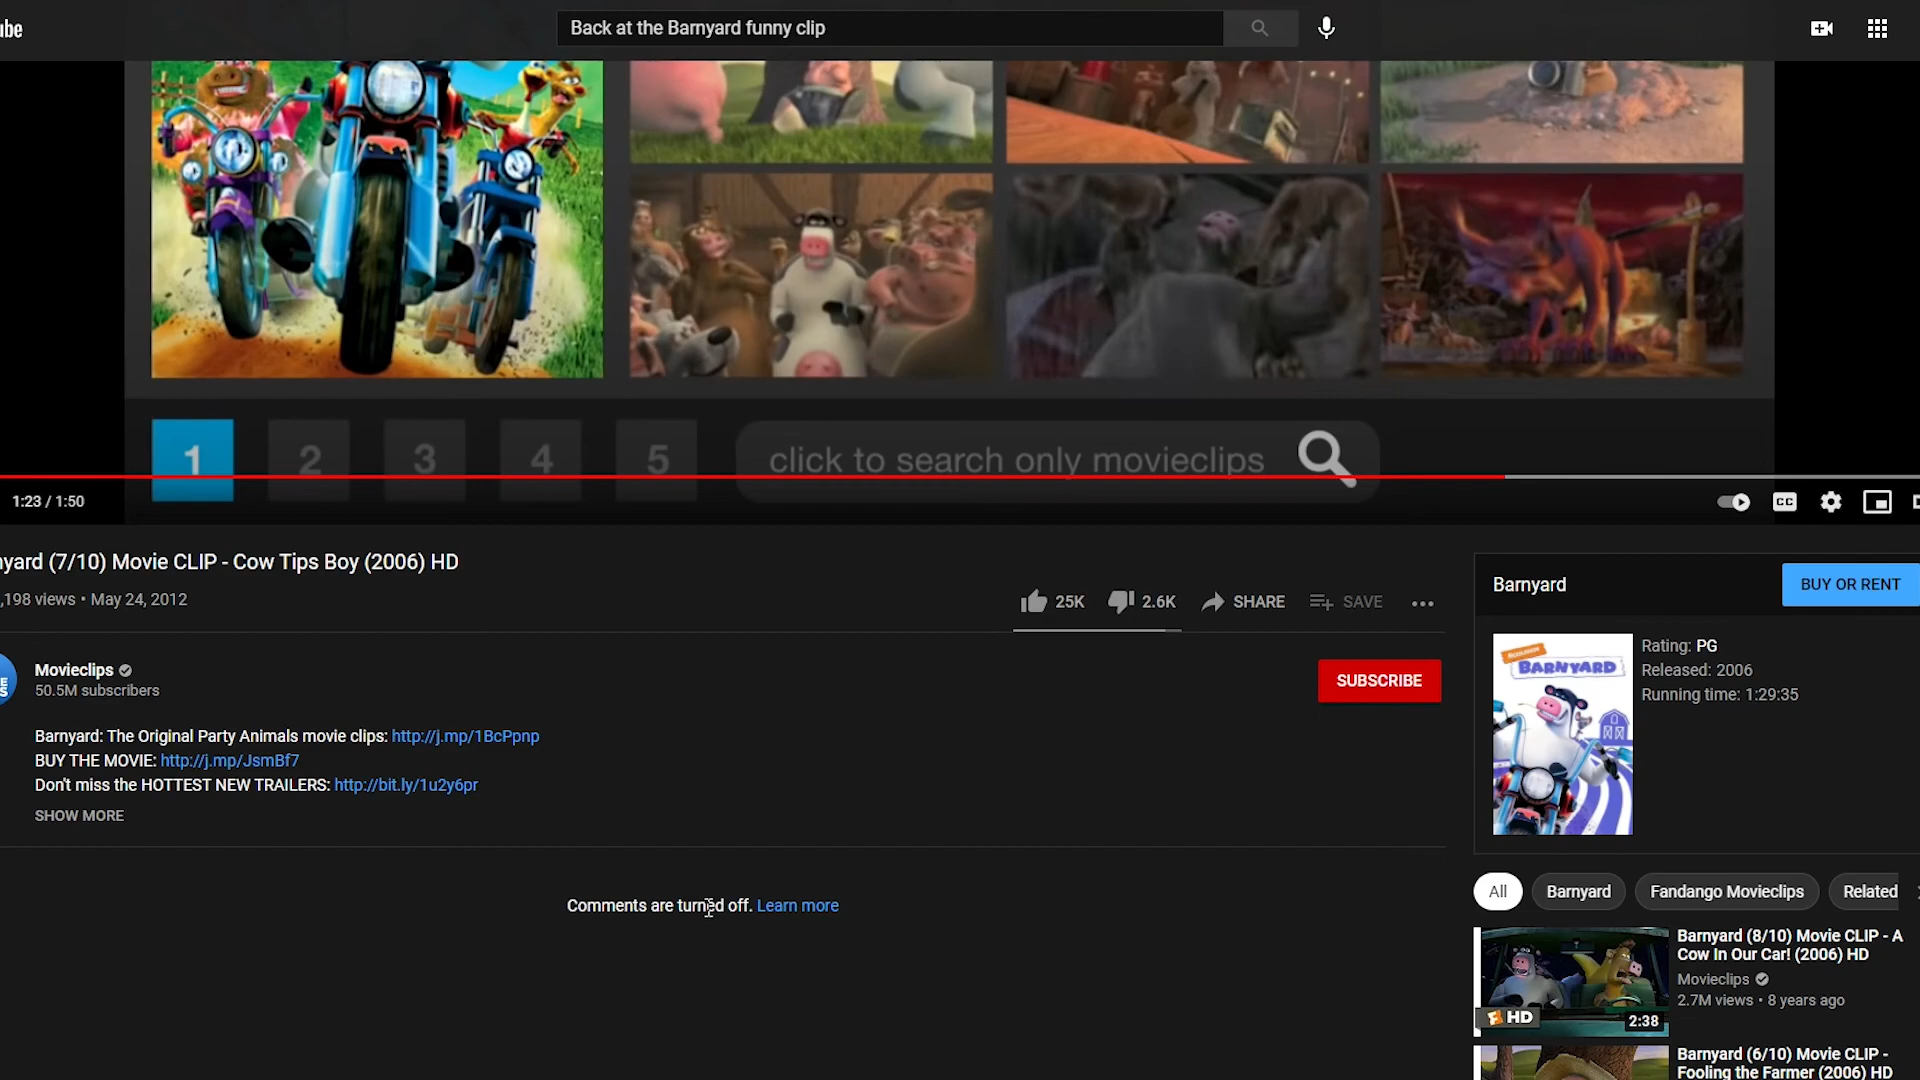 ube
Back at the Barnyard funny clip
1 2 3 4 5 click to search only movieclips
1:23 / 1:50
CC
yard (7/10) Movie CLIP - Cow Tips Boy (2006) HD
,198 views • May 24, 2012
25K 2.6K SHARE SAVE
Movieclips
50.5M subscribers
SUBSCRIBE
Barnyard: The Original Party Animals movie clips: http://j.mp/1BcPpnp
BUY THE MOVIE: http://j.mp/JsmBf7
Don't miss the HOTTEST NEW TRAILERS: http://bit.ly/1u2y6pr
SHOW MORE
Comments are turned off. Learn more
Barnyard
BUY OR RENT
NICKELODEON
BARNYARD
Rating: PG
Released: 2006
Running time: 1:29:35
All Barnyard Fandango Movieclips Related
HD
2:38
Barnyard (8/10) Movie CLIP - A
Cow In Our Car! (2006) HD
Movieclips
2.7M views • 8 years ago
Barnyard (6/10) Movie CLIP -
Fooling the Farmer (2006) HD